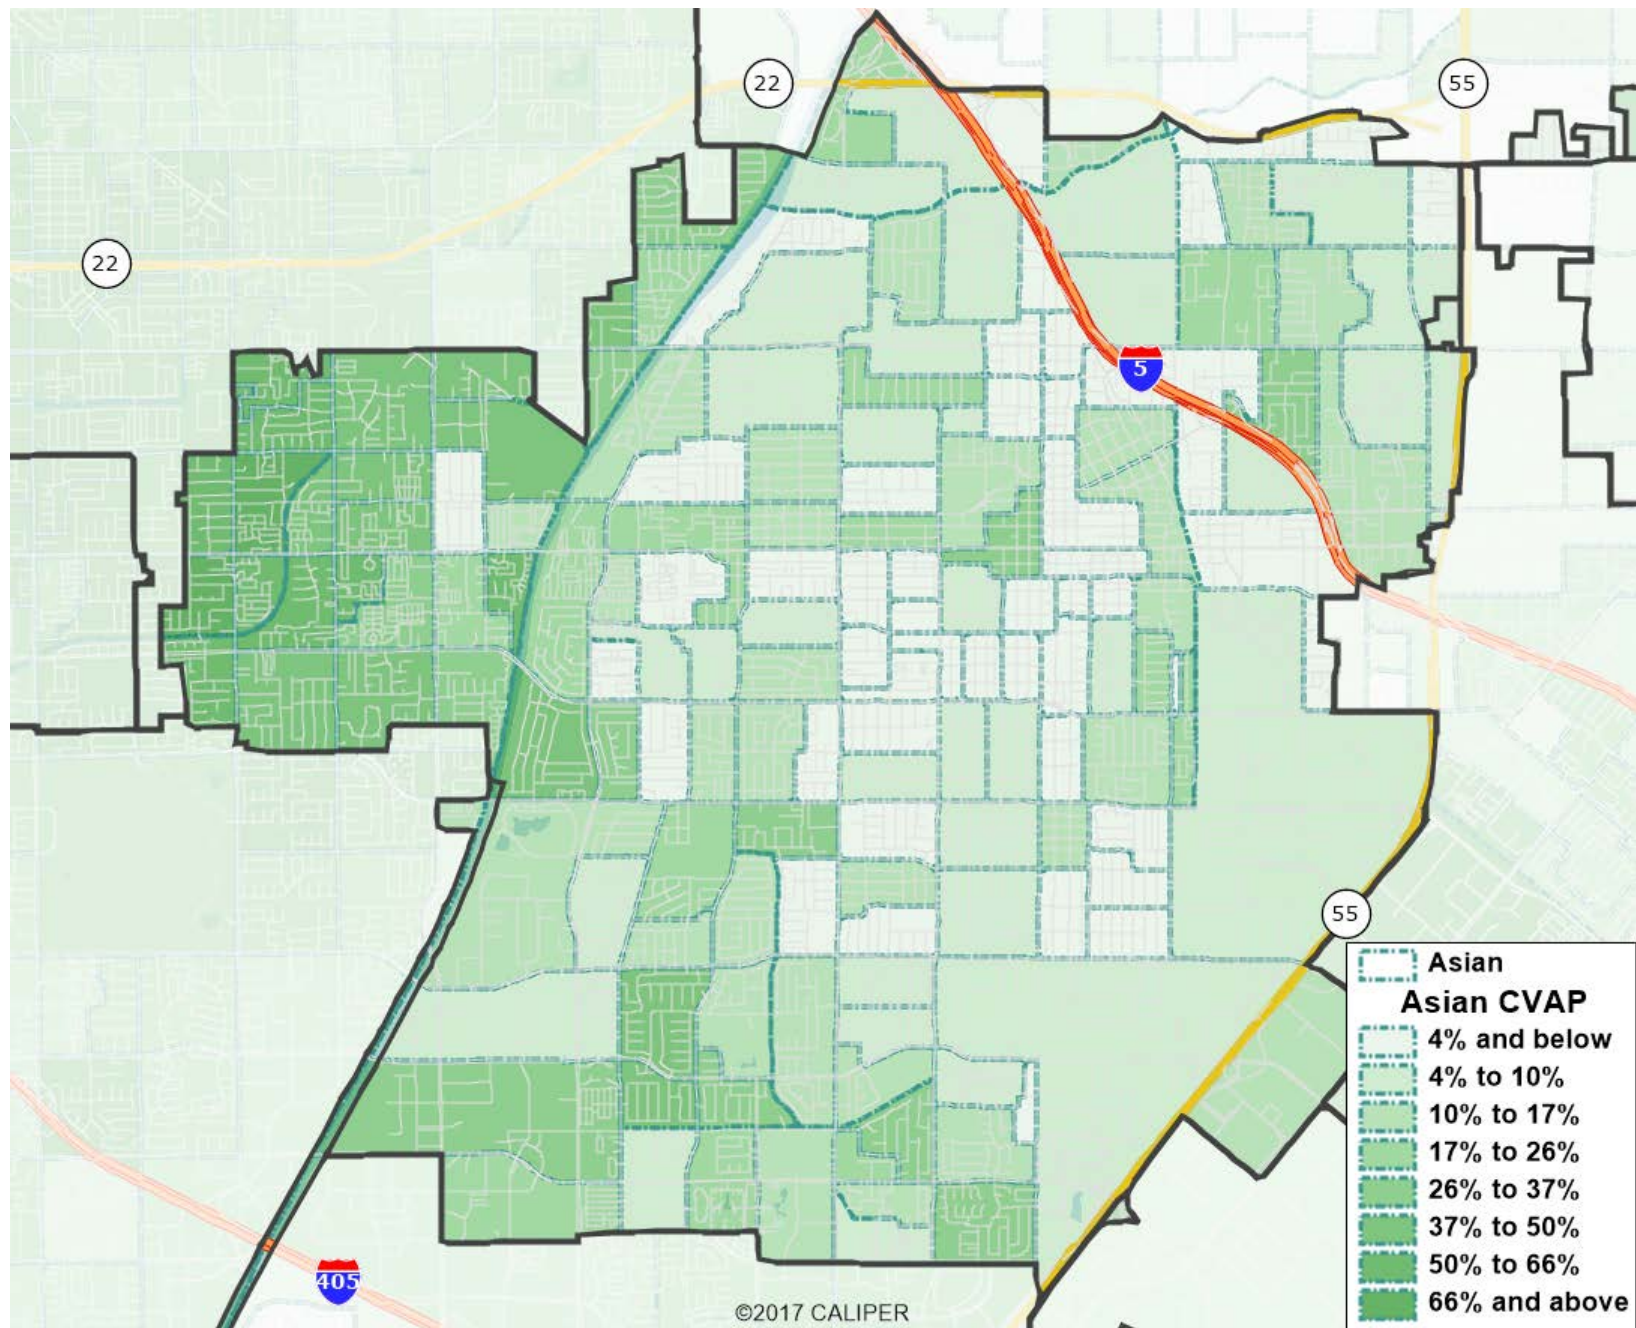 22
55
22
5
55
Asian
Asian CVAP
4% and below
4% to 10%
10% to 17%
17% to 26%
26% to 37%
37% to 50%
50% to 66%
66% and above
405
©2017 CALIPER